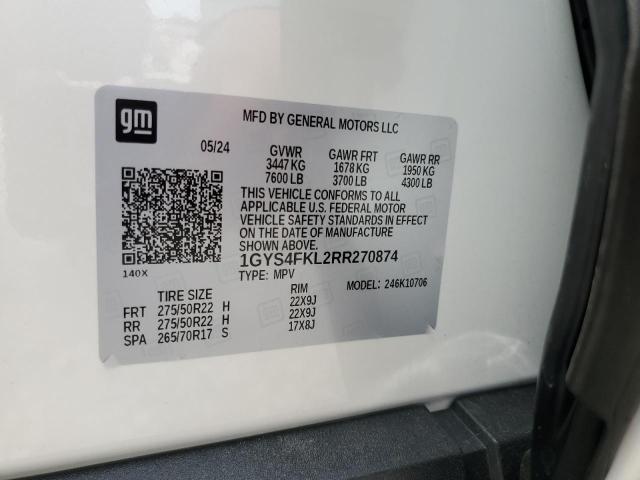 gm
MFD BY GENERAL MOTORS LLC
05/24 GVWR GAWR FRT GAWR RR
3447 KG 1678 KG 1950 KG
7600 LB 3700 LB 4300 LB
THIS VEHICLE CONFORMS TO ALL
APPLICABLE U.S. FEDERAL MOTOR
VEHICLE SAFETY STANDARDS IN EFFECT
ON THE DATE OF MANUFACTURE
SHOWN ABOVE.
1GYS4FKL2RR270874
140X
TYPE: MPV MODEL: 246K10706
TIRE SIZE RIM
FRT 275/50R22 H 22X9J
RR 275/50R22 H 22X9J
SPA 265/70R17 S 17X8J